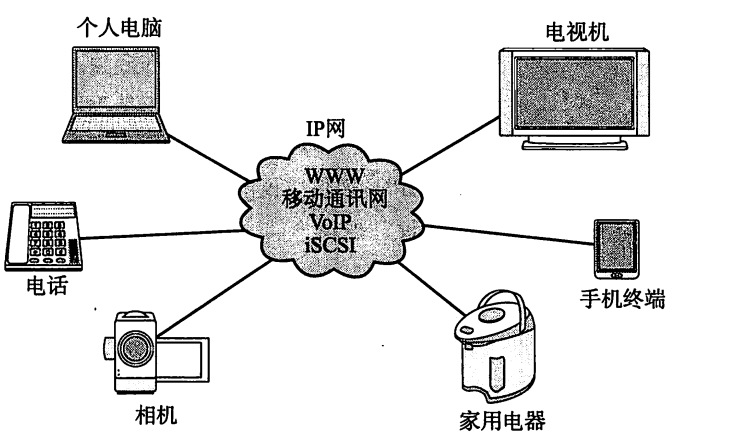 个人电脑
电视机
IP网
WWW
移动通讯网
VoIP
iSCSI
电话
手机终端
相机
家用电器